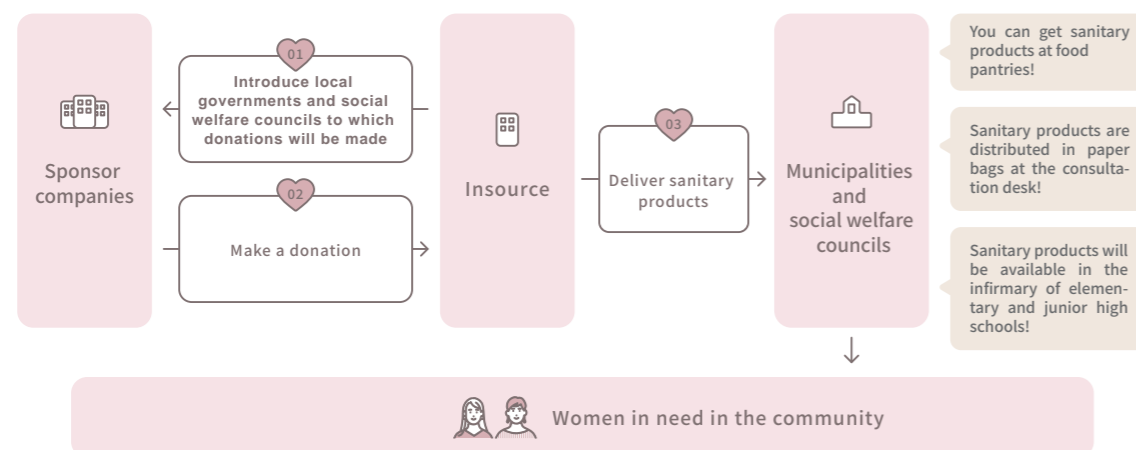 Sponsor
companies
01
Introduce local
governments and social
welfare councils to which
donations will be made
02
Make a donation
Insource
03
Deliver sanitary
products
Municipalities
and
social welfare
councils
You can get sanitary
products at food
pantries!
Sanitary products are
distributed in paper
bags at the consulta-
tion desk!
Sanitary products will
be available in the
infirmary of elemen-
tary and junior high
schools!
Women in need in the community